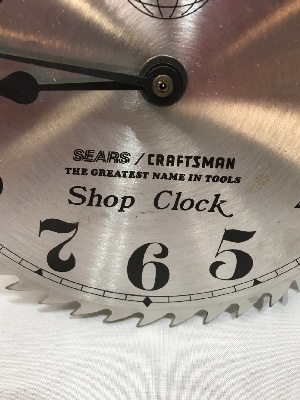 SEARS / CRAFTSMAN
THE GREATEST NAME IN TOOLS
Shop Clock
7 6 5